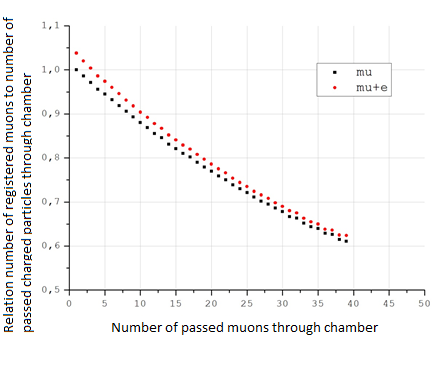 Relation number of registered muons to number of
passed charged particles through chamber
1,1
1,0
0,9
0,8
0,7
0,6
0,5
mu
mu+e
0 5 10 15 20 25 30 35 40 45 50
Number of passed muons through chamber